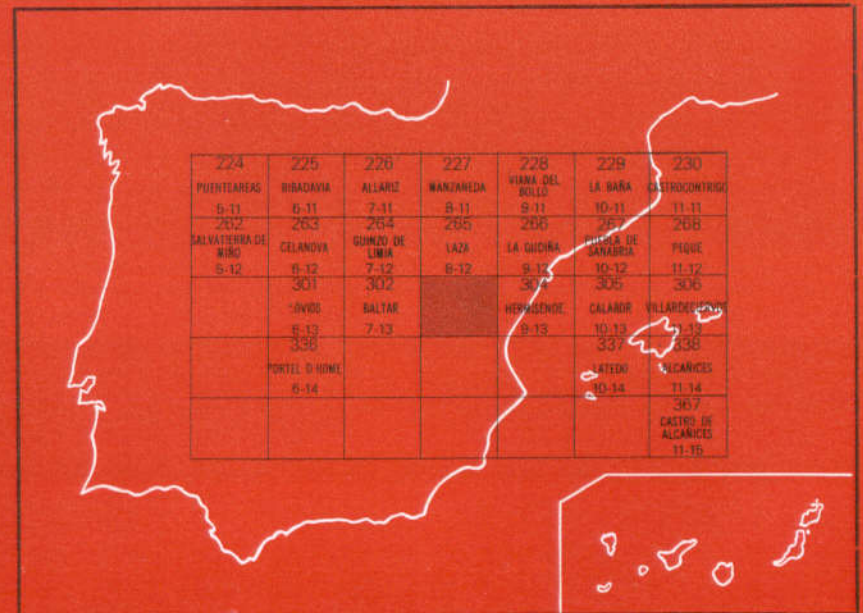 224 225 226 227 228 229 230
PUENTEAREAS RIBADAVIA ALLARIZ MANZANEDA VIANA DEL BOLLO LA BAÑA CASTROCONTRIGO
5-11 6-11 7-11 8-11 9-11 10-11 11-11
262 263 264 265 266 267 268
SALVATIERRA DE MIÑO CELANOVA GUINZO DE LIMIA LAZA LA GUDIÑA PUEBLA DE SANABRIA PEQUE
5-12 6-12 7-12 8-12 9-12 10-12 11-12
301 302 304 305 306
OVIOS BALTAR HERMISENDE CALABOR VILLARDECIERVOS
6-13 7-13 9-13 10-13 11-13
336 337 338
PORTEL D HOME LATEDO ALCAÑICES
6-14 10-14 11-14
367
CASTRO DE
ALCAÑICES
11-15